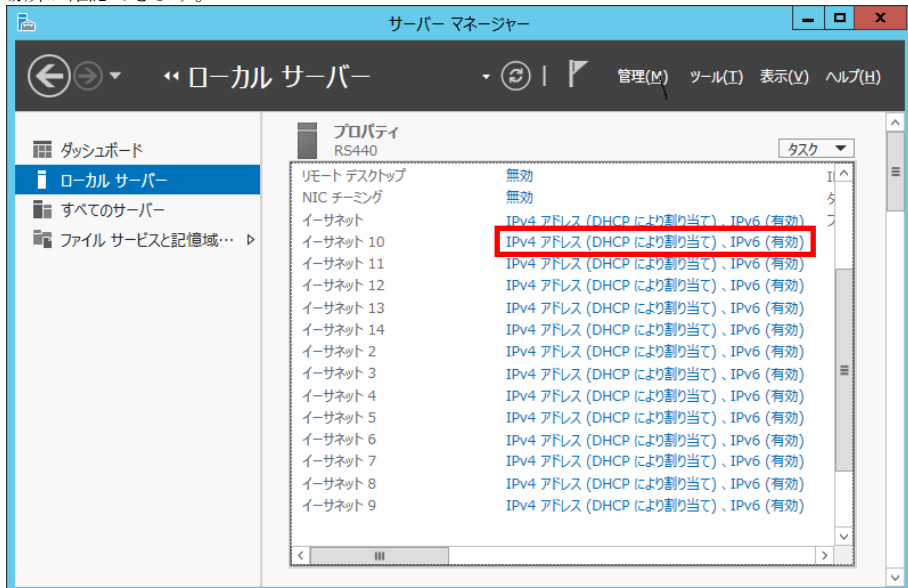 サーバー マネージャー
ローカル サーバー
管理(M) ツール(T) 表示(V) ヘルプ(H)
ダッシュボード
ローカル サーバー
すべてのサーバー
ファイル サービスと記憶域…
プロパティ
RS440
タスク
リモート デスクトップ 無効
NIC チーミング 無効
イーサネット IPv4 アドレス (DHCP により割り当て) 、IPv6 (有効)
イーサネット 10 IPv4 アドレス (DHCP により割り当て) 、IPv6 (有効)
イーサネット 11 IPv4 アドレス (DHCP により割り当て) 、IPv6 (有効)
イーサネット 12 IPv4 アドレス (DHCP により割り当て) 、IPv6 (有効)
イーサネット 13 IPv4 アドレス (DHCP により割り当て) 、IPv6 (有効)
イーサネット 14 IPv4 アドレス (DHCP により割り当て) 、IPv6 (有効)
イーサネット 2 IPv4 アドレス (DHCP により割り当て) 、IPv6 (有効)
イーサネット 3 IPv4 アドレス (DHCP により割り当て) 、IPv6 (有効)
イーサネット 4 IPv4 アドレス (DHCP により割り当て) 、IPv6 (有効)
イーサネット 5 IPv4 アドレス (DHCP により割り当て) 、IPv6 (有効)
イーサネット 6 IPv4 アドレス (DHCP により割り当て) 、IPv6 (有効)
イーサネット 7 IPv4 アドレス (DHCP により割り当て) 、IPv6 (有効)
イーサネット 8 IPv4 アドレス (DHCP により割り当て) 、IPv6 (有効)
イーサネット 9 IPv4 アドレス (DHCP により割り当て) 、IPv6 (有効)